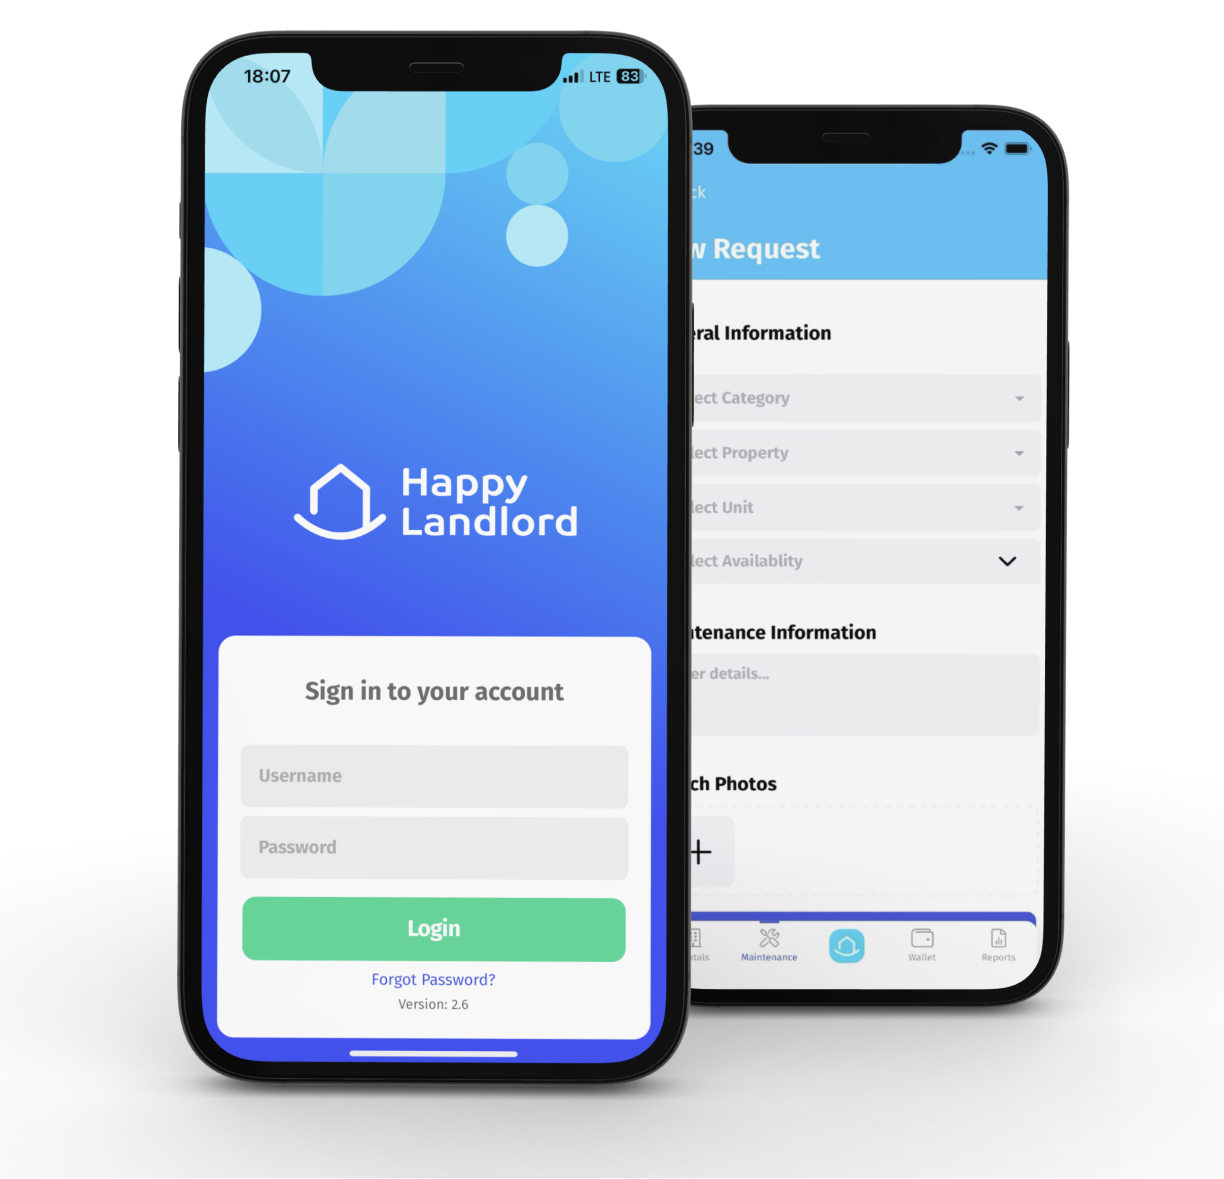 18:07
LTE 83
Happy
Landlord
Sign in to your account
Username
Password
Login
Forgot Password?
Version: 2.6
39
ck
w Request
eral Information
ect Category
lect Property
lect Unit
lect Availablity
ntenance Information
er details...
ch Photos
ntals
Maintenance
Wallet
Reports